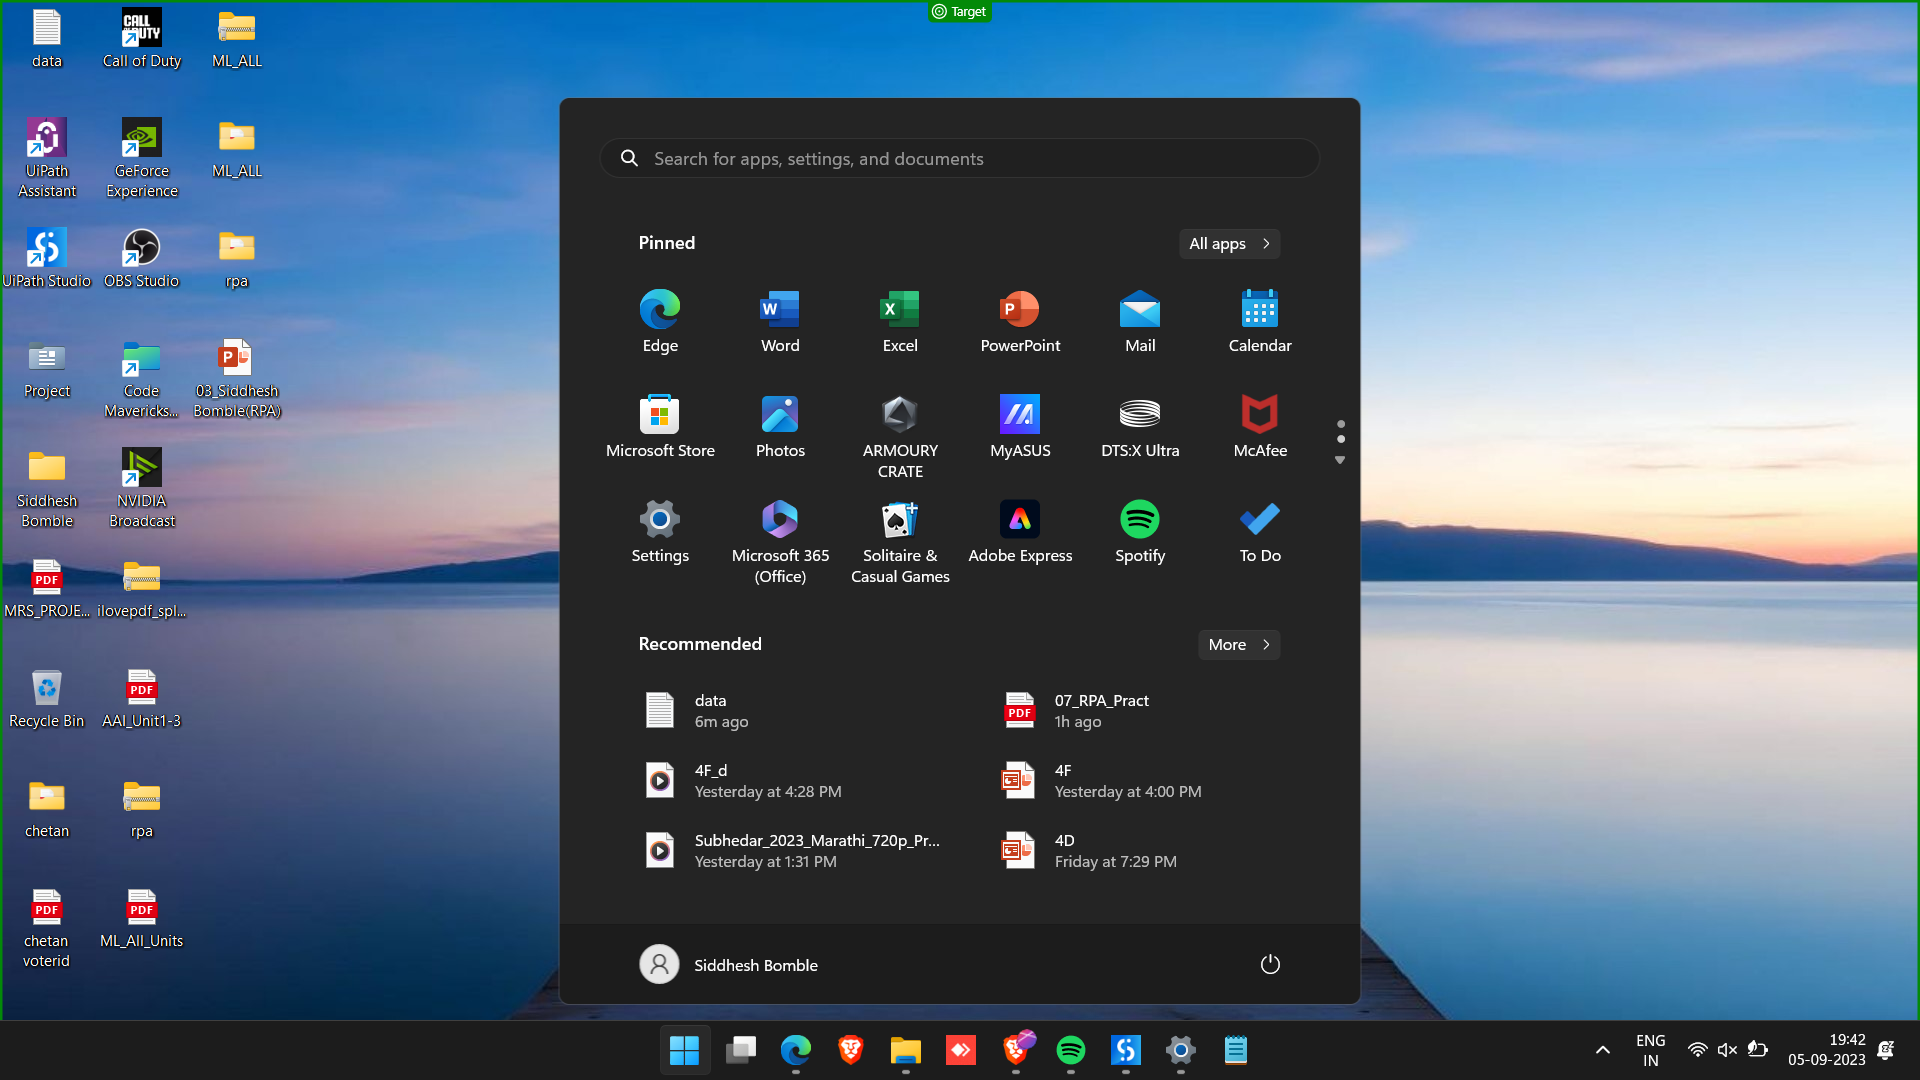 Target
data
Call of Duty
ML_ALL
UiPath
Assistant
GeForce
Experience
ML_ALL
UiPath Studio
OBS Studio
rpa
Project
Code
Mavericks...
03_Siddhesh
Bomble(RPA)
Siddhesh
Bomble
NVIDIA
Broadcast
MRS_PROJE...
ilovepdf_spl...
Recycle Bin
AAI_Unit1-3
chetan
rpa
chetan
voterid
ML_All_Units
Search for apps, settings, and documents
Pinned
All apps
Edge
Word
Excel
PowerPoint
Mail
Calendar
Microsoft Store
Photos
ARMOURY
CRATE
MyASUS
DTS:X Ultra
McAfee
Settings
Microsoft 365
(Office)
Solitaire &
Casual Games
Adobe Express
Spotify
To Do
Recommended
More
data
6m ago
07_RPA_Pract
1h ago
4F_d
Yesterday at 4:28 PM
4F
Yesterday at 4:00 PM
Subhedar_2023_Marathi_720p_Pr...
Yesterday at 1:31 PM
4D
Friday at 7:29 PM
Siddhesh Bomble
ENG
IN
19:42
05-09-2023